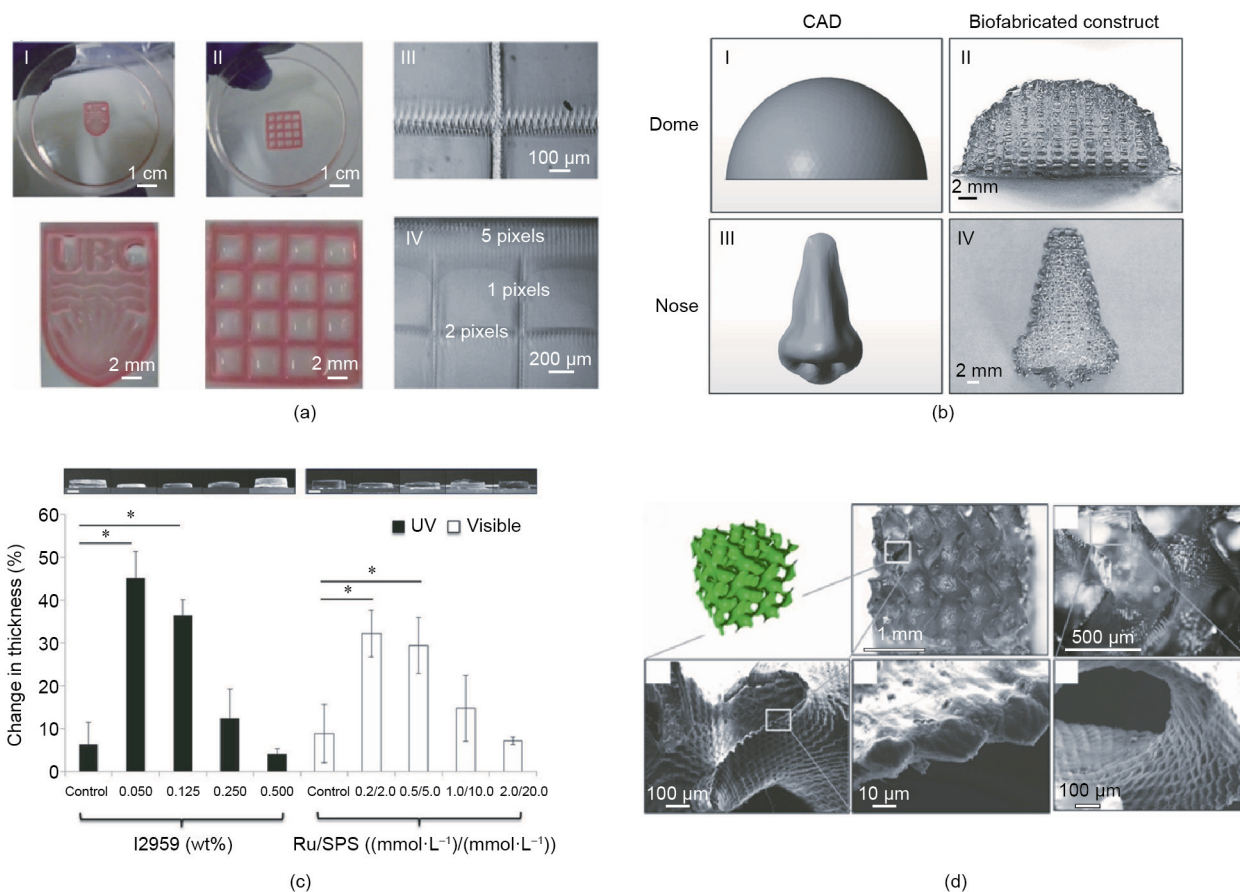 I
1 cm
II
1 cm
III
100 μm
UBC
2 mm
2 mm
IV
5 pixels
1 pixels
2 pixels
200 μm
(a)
CAD
Biofabricated construct
Dome
I
II
2 mm
Nose
III
IV
2 mm
(b)
Change in thickness (%)
60
50
40
30
20
10
0
* 
*
UV
Visible
*
*
Control 0.050 0.125 0.250 0.500 Control 0.2/2.0 0.5/5.0 1.0/10.0 2.0/20.0
I2959 (wt%)
Ru/SPS ((mmol·L⁻¹)/(mmol·L⁻¹))
(c)
1 mm
500 μm
100 μm
10 μm
100 μm
(d)